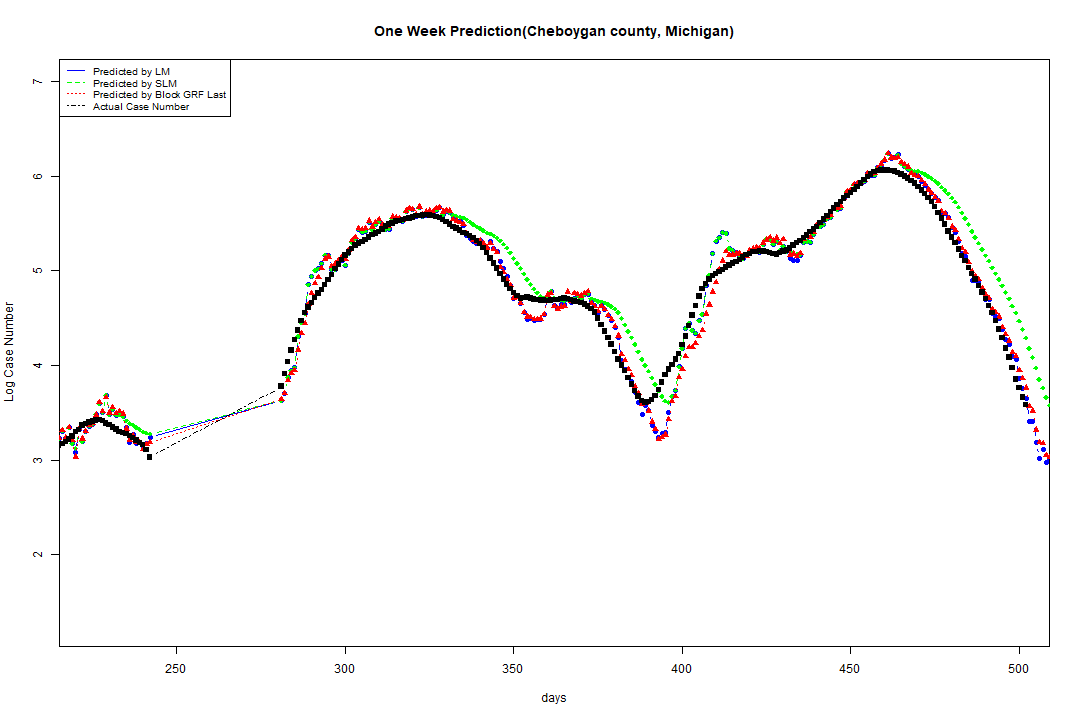 One Week Prediction(Cheboygan county, Michigan)
Predicted by LM
Predicted by SLM
Predicted by Block GRF Last
Actual Case Number
7
6
5
4
3
2
Log Case Number
250 300 350 400 450 500
days